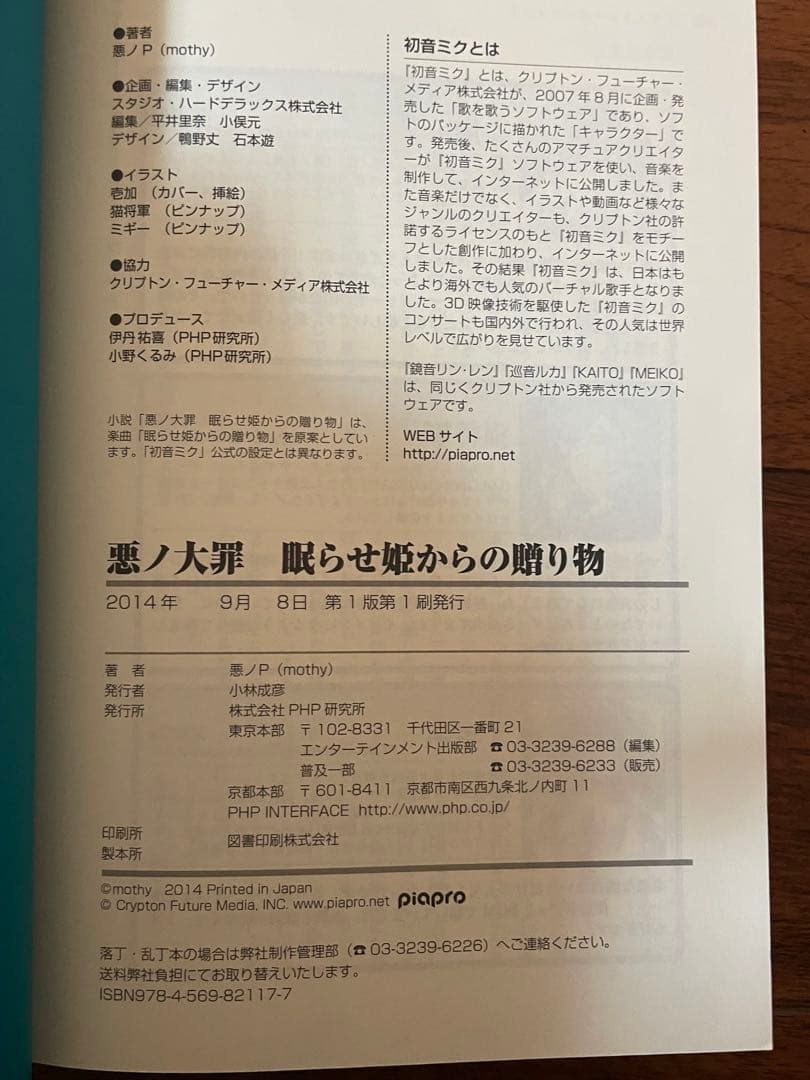 ●著者
悪ノP（mothy）
●企画・編集・デザイン
スタジオ・ハードデラックス株式会社
編集／平井里奈　小俣元
デザイン／鴨野丈　石本遊
●イラスト
壱加　（カバー、挿絵）
猫将軍　（ピンナップ）
ミギー　（ピンナップ）
●協力
クリプトン・フューチャー・メディア株式会社
●プロデュース
伊丹祐喜（PHP研究所）
小野くるみ（PHP研究所）
小説「悪ノ大罪　眠らせ姫からの贈り物」は、
楽曲「眠らせ姫からの贈り物」を原案としてい
ます。「初音ミク」公式の設定とは異なります。
初音ミクとは
『初音ミク』とは、クリプトン・フューチャー・
メディア株式会社が、2007年8月に企画・発
売した「歌を歌うソフトウェア」であり、ソフ
トのパッケージに描かれた「キャラクター」で
す。発売後、たくさんのアマチュアクリエイタ
ーが『初音ミク』ソフトウェアを使い、音楽を
制作して、インターネットに公開しました。ま
た音楽だけでなく、イラストや動画など様々な
ジャンルのクリエイターも、クリプトン社の許
諾するライセンスのもと『初音ミク』をモチー
フとした創作に加わり、インターネットに公開
しました。その結果『初音ミク』は、日本はも
とより海外でも人気のバーチャル歌手となりま
した。3D映像技術を駆使した『初音ミク』の
コンサートも国内外で行われ、その人気は世界
レベルで広がりを見せています。
『鏡音リン・レン』『巡音ルカ』『KAITO』『MEIKO』
は、同じくクリプトン社から発売されたソフト
ウェアです。
WEBサイト
http://piapro.net
悪ノ大罪　眠らせ姫からの贈り物
2014年　9月　8日　第1版第1刷発行
著　者　悪ノP（mothy）
発行者　小林成彦
発行所　株式会社PHP研究所
東京本部　〒102-8331　千代田区一番町21
エンターテインメント出版部　☎03-3239-6288（編集）
普及一部　☎03-3239-6233（販売）
京都本部　〒601-8411　京都市南区西九条北ノ内町11
PHP INTERFACE　http://www.php.co.jp/
印刷所
製本所　図書印刷株式会社
©mothy　2014 Printed in Japan
© Crypton Future Media, INC. www.piapro.net piapro
落丁・乱丁本の場合は弊社制作管理部（☎03-3239-6226）へご連絡ください。
送料弊社負担にてお取り替えいたします。
ISBN978-4-569-82117-7